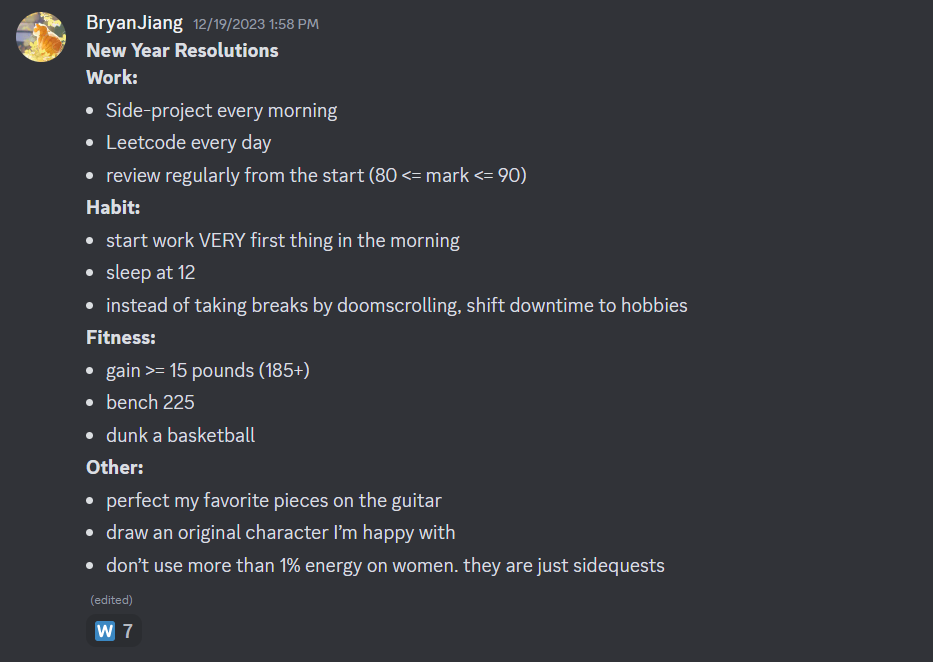 BryanJiang 12/19/2023 1:58 PM
New Year Resolutions
Work:
• Side-project every morning
• Leetcode every day
• review regularly from the start (80 <= mark <= 90)
Habit:
• start work VERY first thing in the morning
• sleep at 12
• instead of taking breaks by doomscrolling, shift downtime to hobbies
Fitness:
• gain >= 15 pounds (185+)
• bench 225
• dunk a basketball
Other:
• perfect my favorite pieces on the guitar
• draw an original character I’m happy with
• don’t use more than 1% energy on women. they are just sidequests
(edited)
W 7